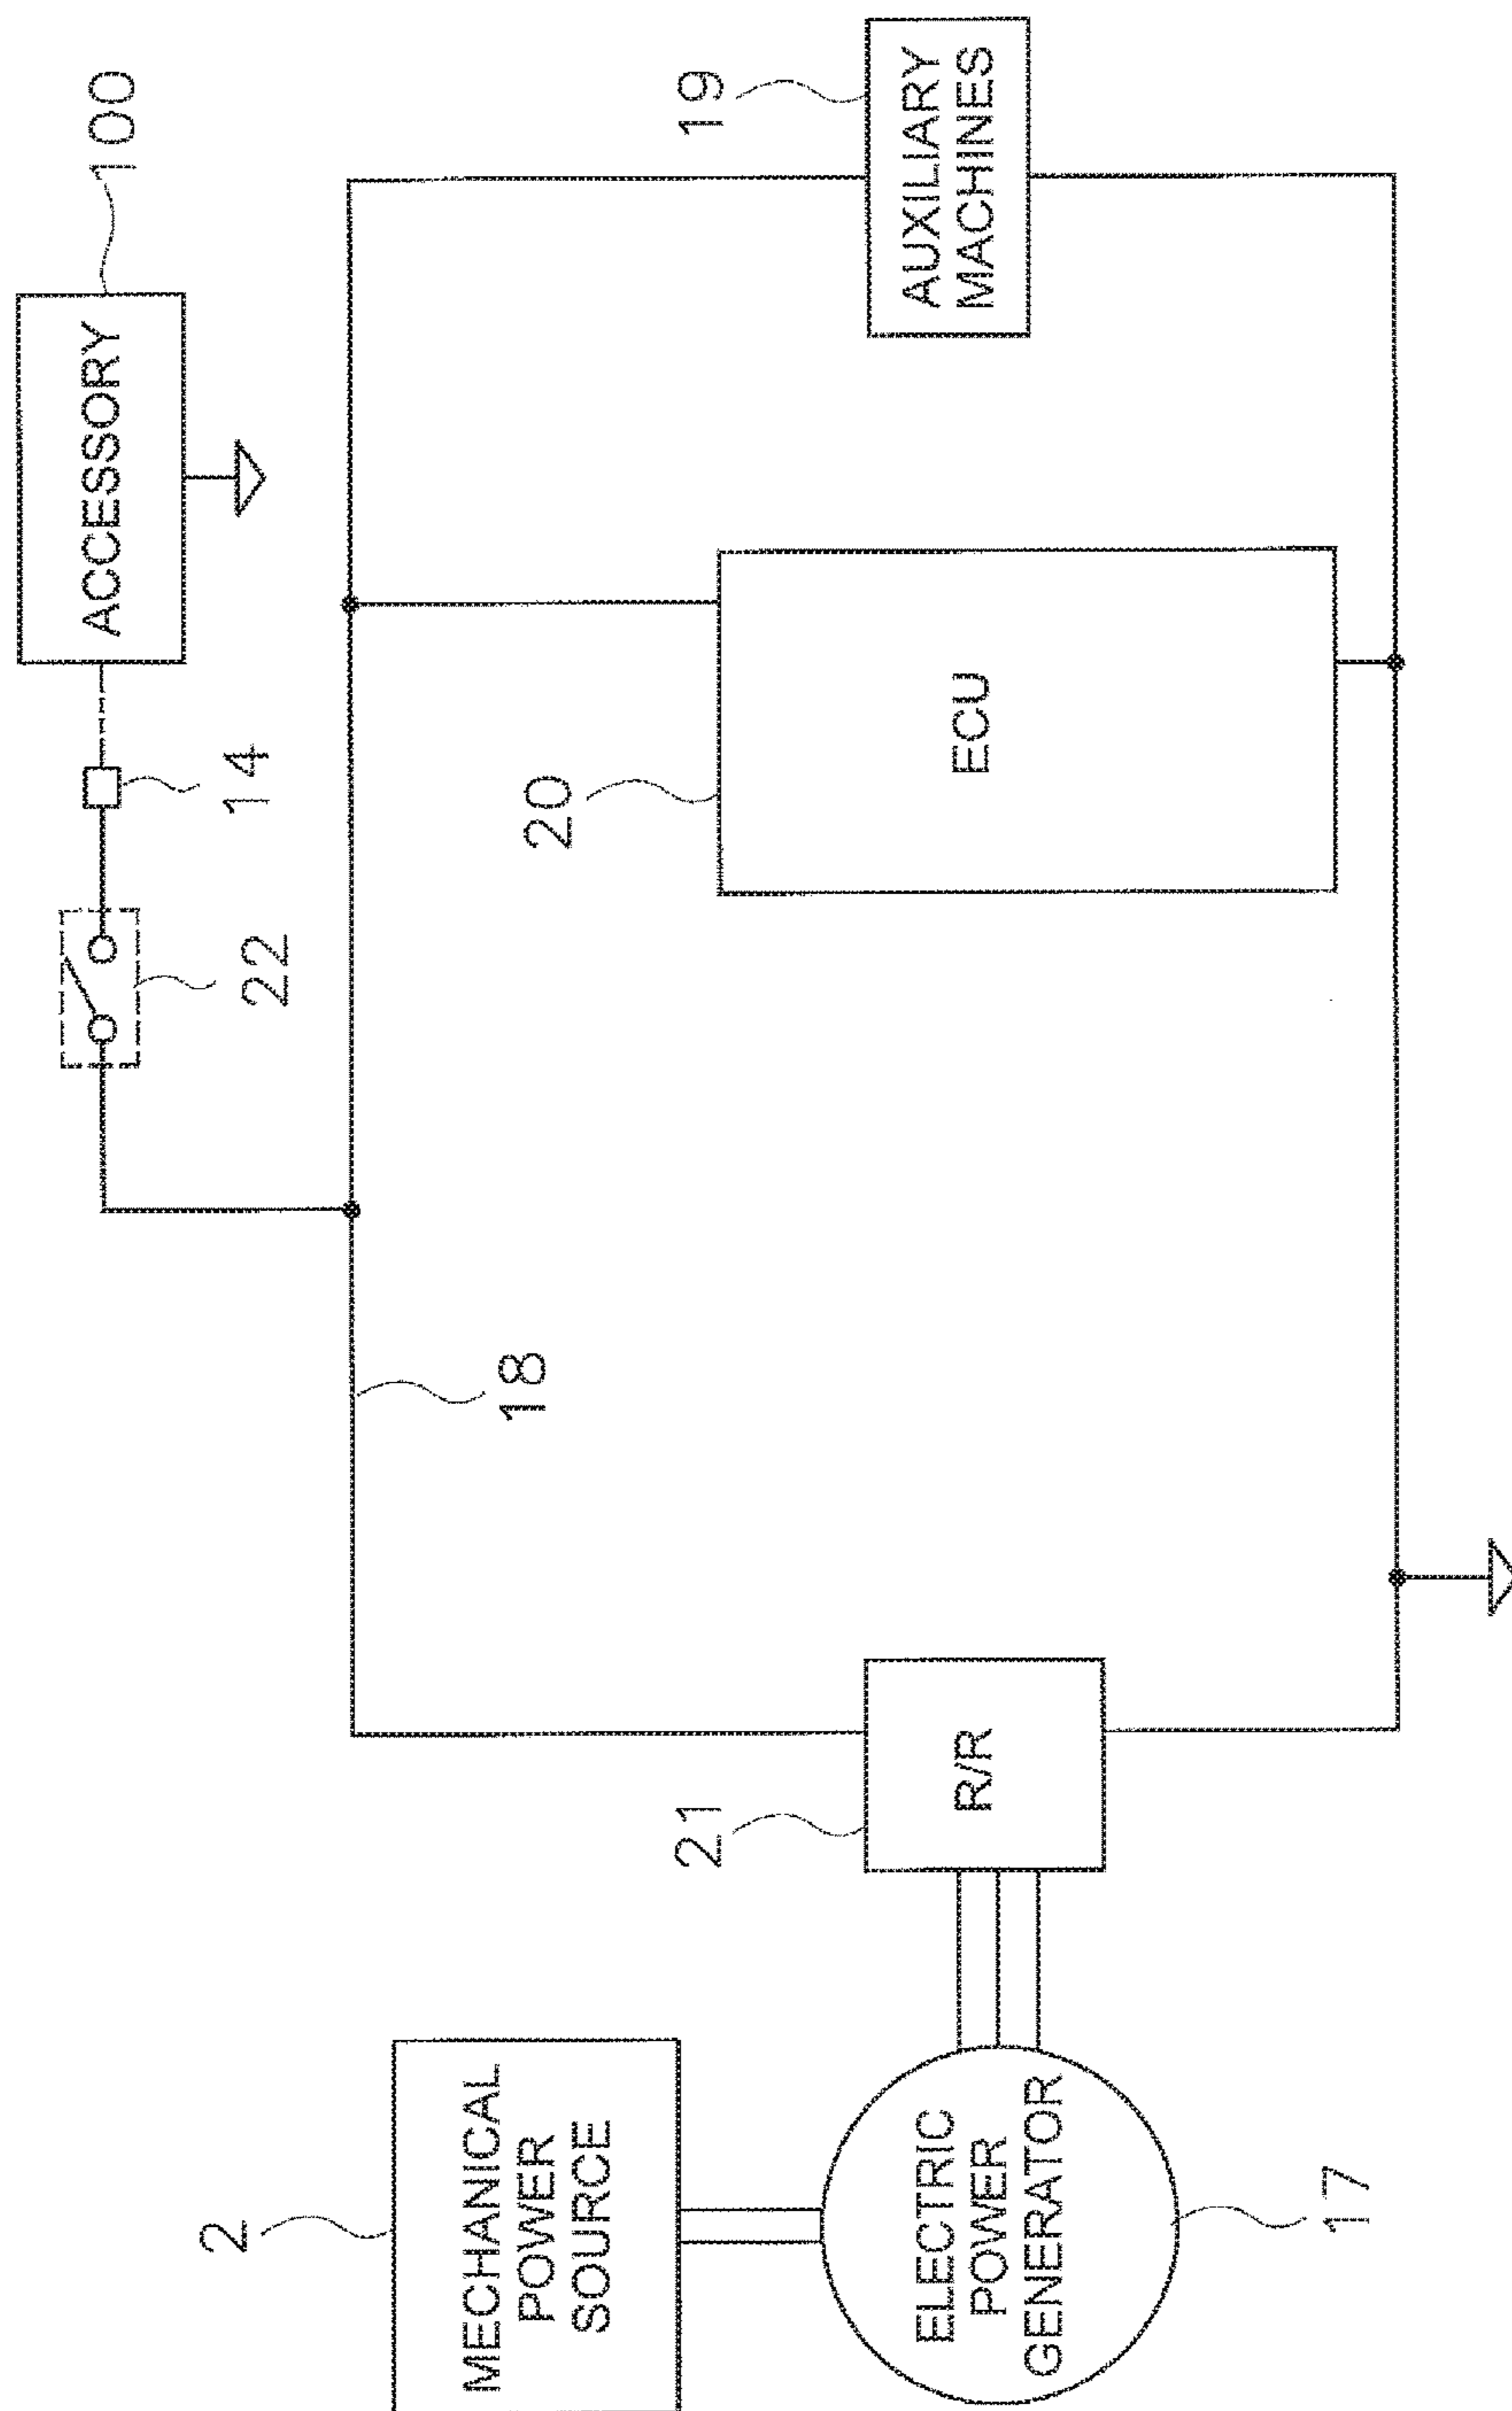 100
ACCESSORY
14
22
18
19
AUXILIARY
MACHINES
20
ECU
21
R/R
2
MECHANICAL
POWER
SOURCE
ELECTRIC
POWER
GENERATOR
17